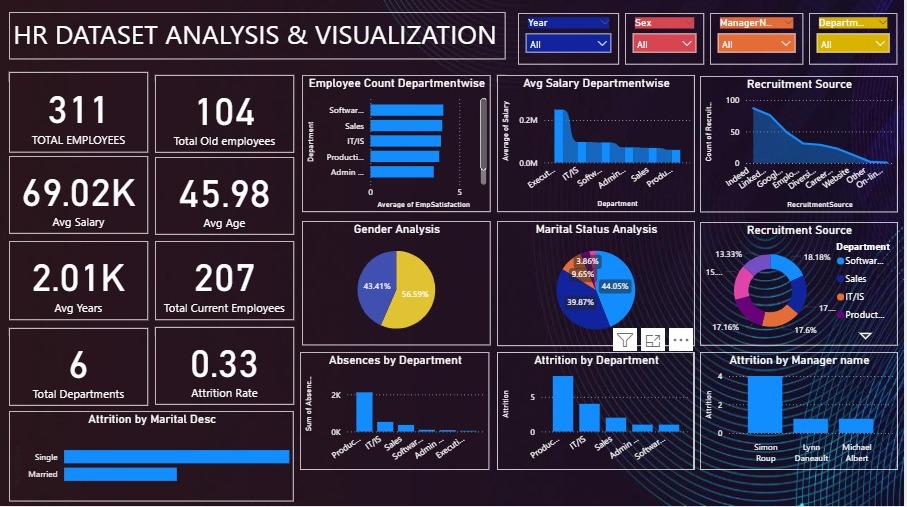 HR DATASET ANALYSIS & VISUALIZATION
Year
All
Sex
All
ManagerN...
All
Departm...
All
311
TOTAL EMPLOYEES
104
Total Old employees
69.02K
Avg Salary
45.98
Avg Age
2.01K
Avg Years
207
Total Current Employees
6
Total Departments
0.33
Attrition Rate
Attrition by Marital Desc
Single
Married
Employee Count Departmentwise
Department
Softwar...
Sales
IT/IS
Producti...
Admin ...
0
5
Average of EmpSatisfaction
Avg Salary Departmentwise
Average of Salary
0.2M
0.0M
Execut...
IT/IS
Softw...
Admin...
Sales
Produ...
Department
Recruitment Source
Count of Recruit...
100
50
0
Indeed
Linked...
Googl...
Emplo...
Diversi...
Career...
Website
Other
On-lin...
RecruitmentSource
Gender Analysis
43.41%
56.59%
Marital Status Analysis
3.86%
9.65%
44.05%
39.87%
Recruitment Source
13.33%
18.18%
15....
17....
17.16%
17.6%
Department
Softwar...
Sales
IT/IS
Product...
Absences by Department
Sum of Absenc...
2K
0K
Produc...
IT/IS
Sales
Softwar...
Admin ...
Executi...
Attrition by Department
Attrition
5
0
Produc...
IT/IS
Sales
Admin ...
Softwar...
Attrition by Manager name
Attrition
4
2
0
Simon
Roup
Lynn
Daneault
Michael
Albert